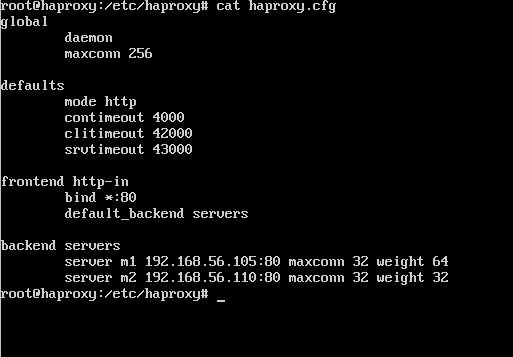 root@haproxy:/etc/haproxy# cat haproxy.cfg
global
        daemon
        maxconn 256

defaults
        mode http
        contimeout 4000
        clitimeout 42000
        srvtimeout 43000

frontend http-in
        bind *:80
        default_backend servers

backend servers
        server m1 192.168.56.105:80 maxconn 32 weight 64
        server m2 192.168.56.110:80 maxconn 32 weight 32
root@haproxy:/etc/haproxy# _